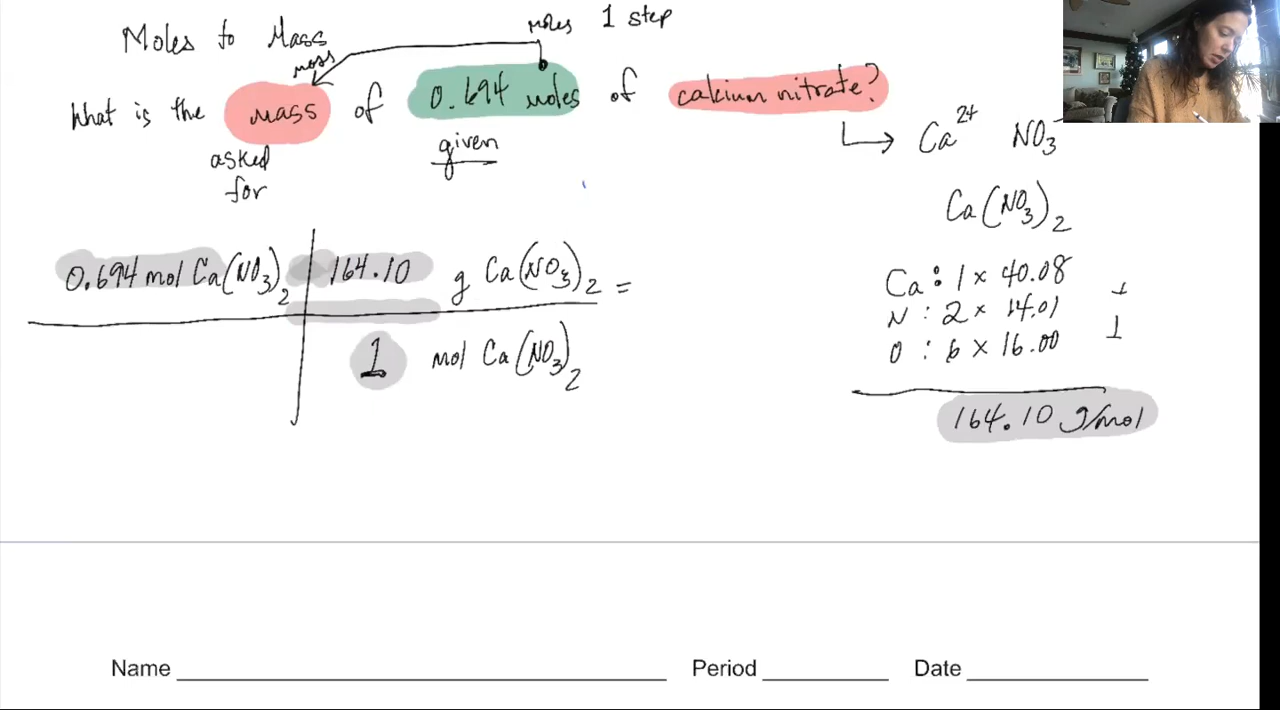 Moles to Mass
moles 1 step
mass
What is the mass of 0.694 moles of calcium nitrate?
asked for
given
Ca²⁺ NO₃⁻
Ca(NO₃)₂
0.694 mol Ca(NO₃)₂ 164.10 g Ca(NO₃)₂ =
1 mol Ca(NO₃)₂
Ca: 1 × 40.08
N: 2 × 14.01
O: 6 × 16.00
164.10 g/mol
Name Period Date